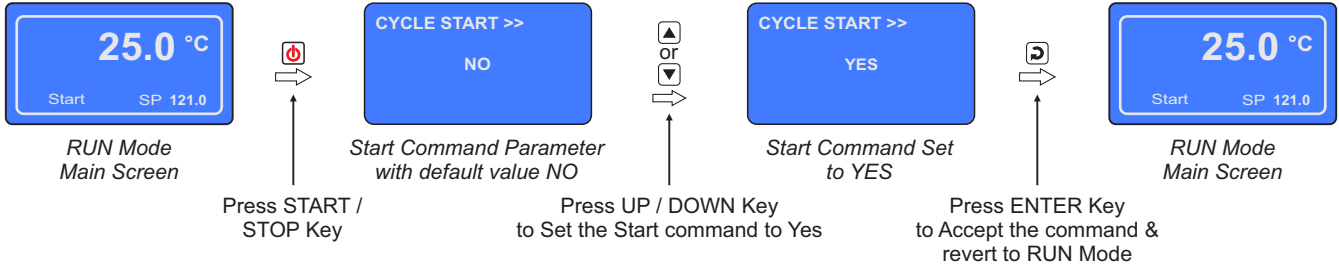 25.0 °C
Start SP 121.0
RUN Mode
Main Screen
Press START /
STOP Key
CYCLE START >>
NO
Start Command Parameter
with default value NO
or
Press UP / DOWN Key
to Set the Start command to Yes
CYCLE START >>
YES
Start Command Set
to YES
Press ENTER Key
to Accept the command &
revert to RUN Mode
25.0 °C
Start SP 121.0
RUN Mode
Main Screen